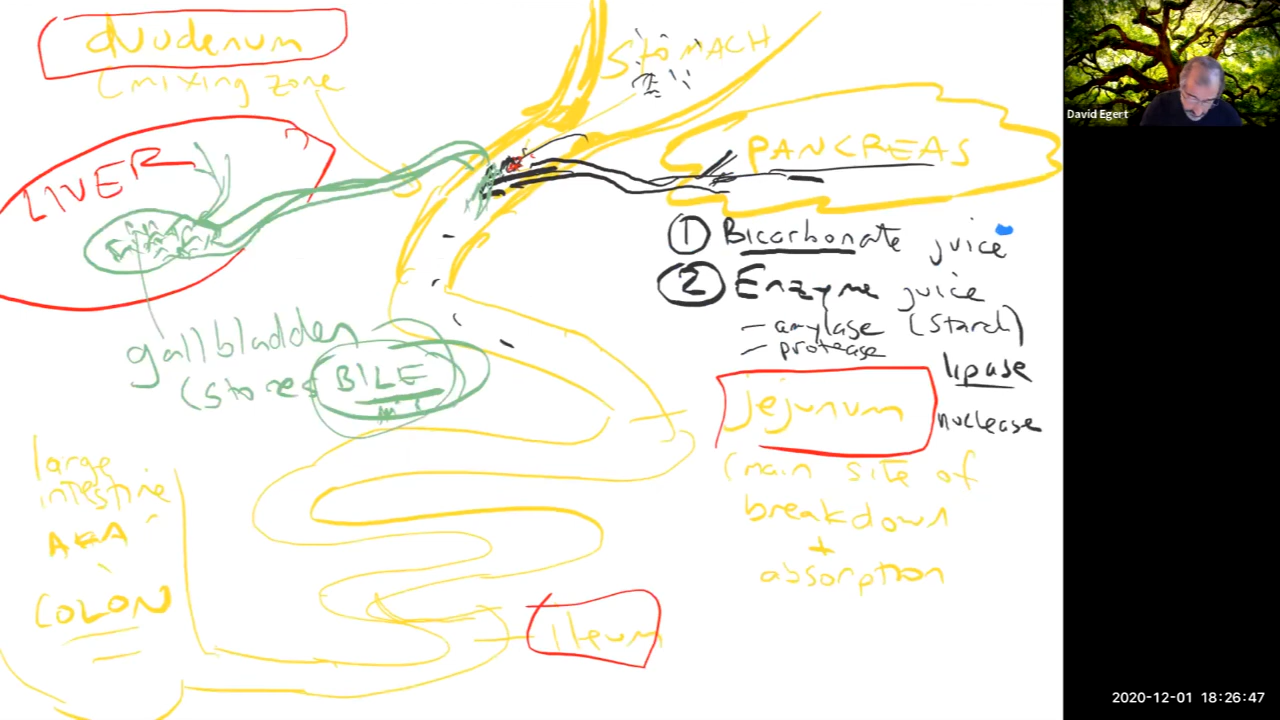 duodenum
(mixing zone
STOMACH
LIVER
PANCREAS
① Bicarbonate juice
② Enzyme juice
- amylase (starch)
- protease
lipase
nuclease
gallbladder
(stores BILE
jejunum
(main site of
breakdown
+
absorption
large
intestine
AKA
COLON
ileum
David Egert
2020-12-01 18:26:47